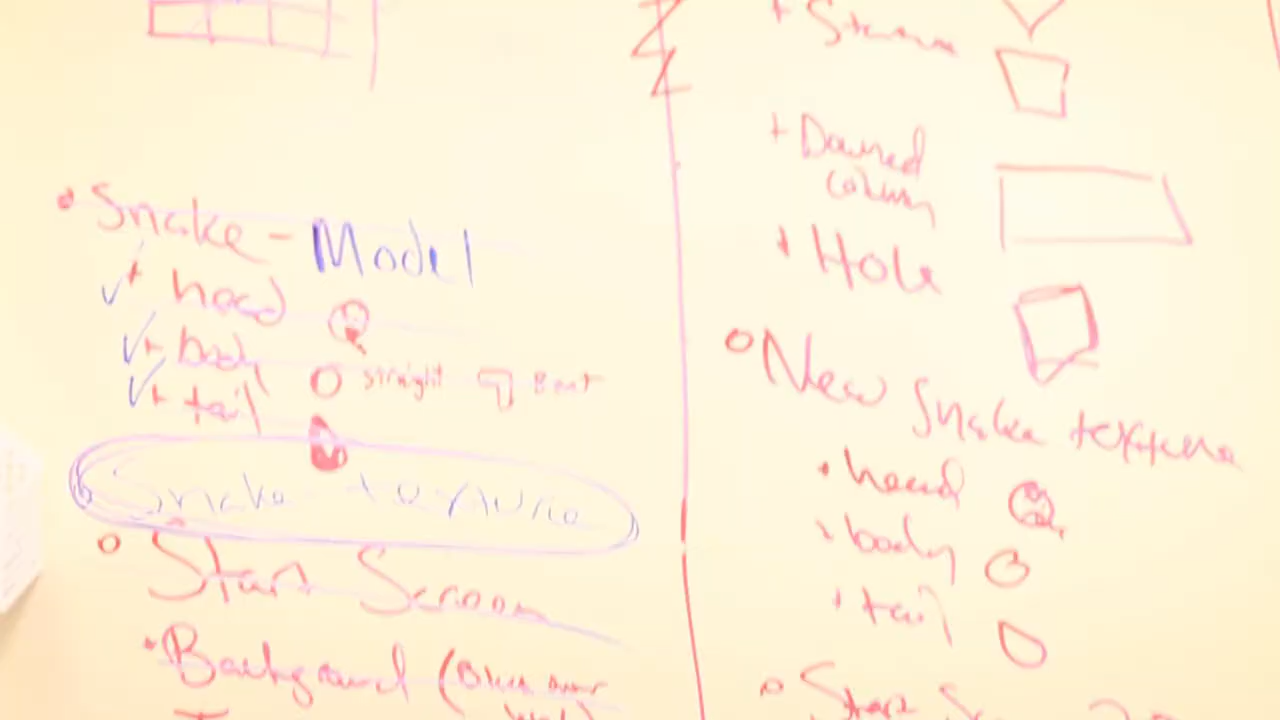 Snake - Model
+ head
+ body
straight
Bent
+ tail
Snake texture
Start Screen
Background (
+ Downed
column
+ Hole
New Snake texture
head
body
tail
Start